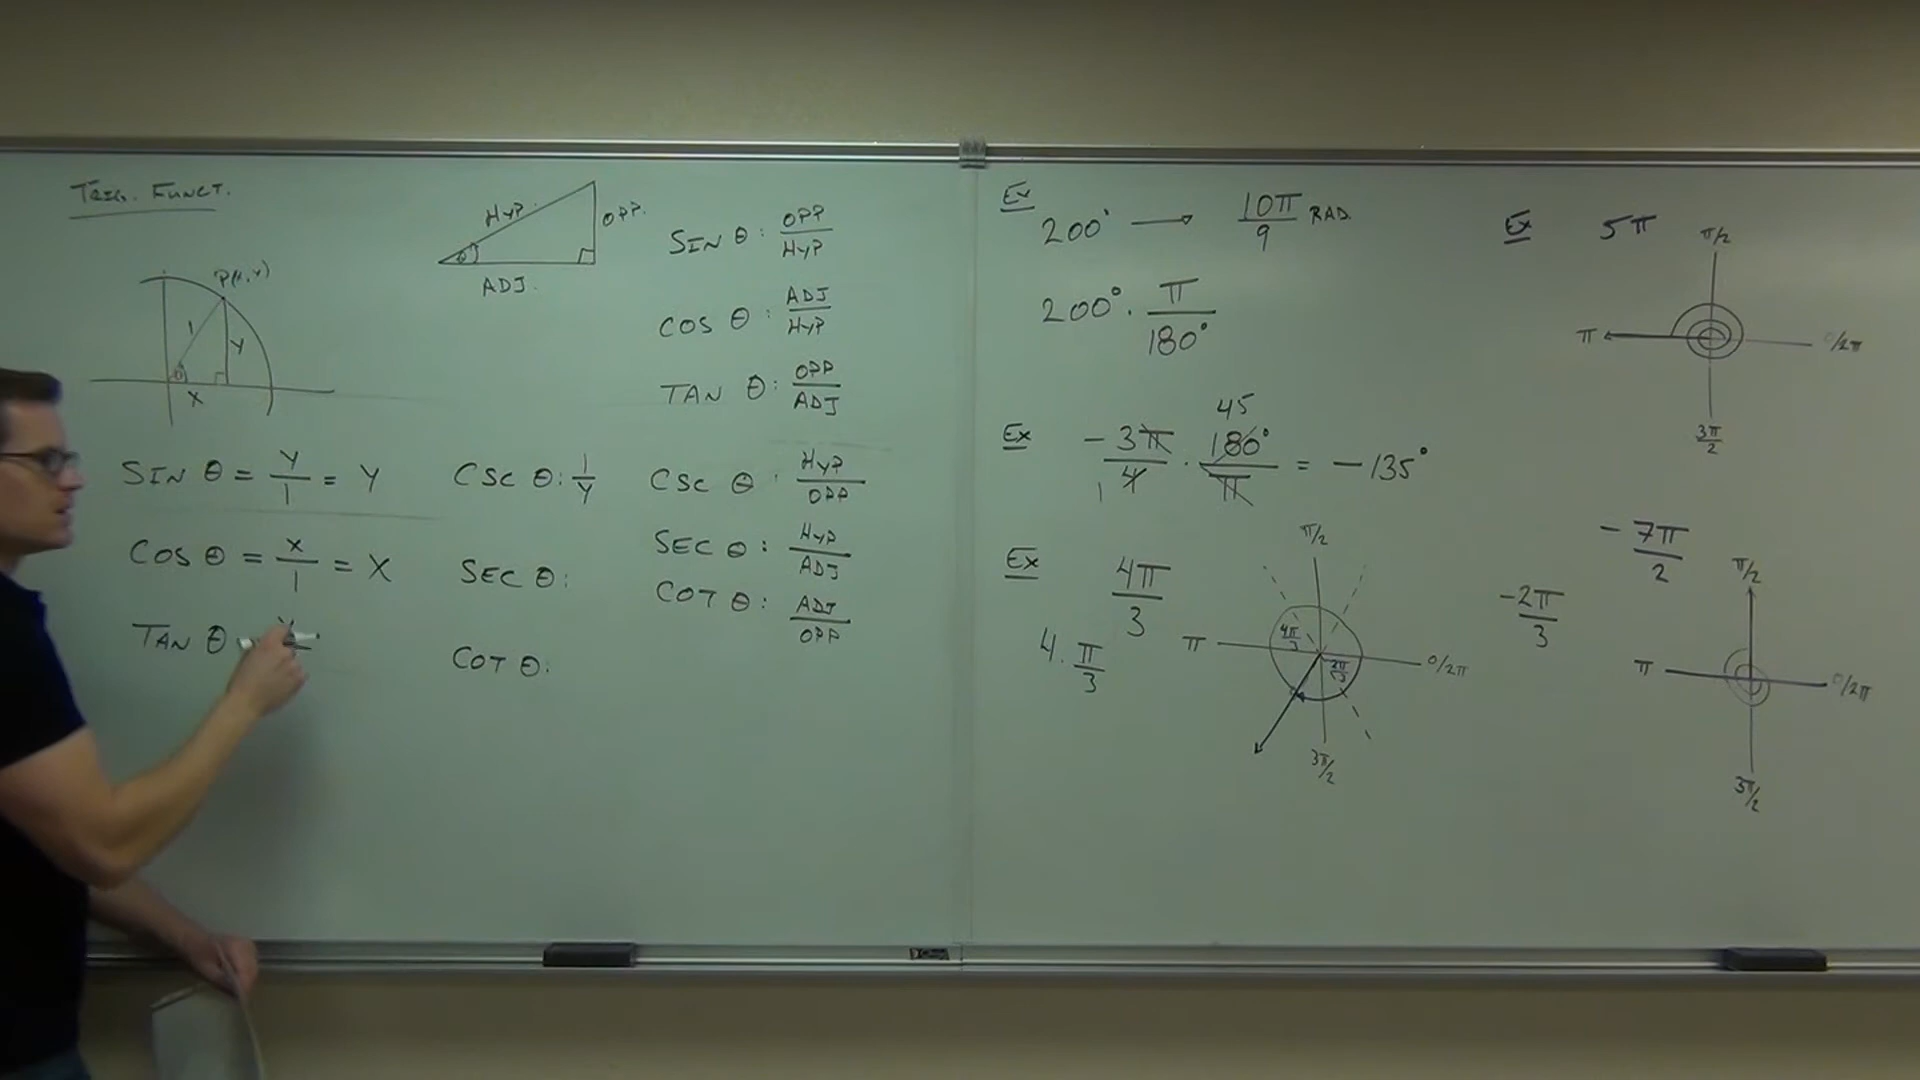 TRIG. FUNCT.
HYP.
OPP.
θ
ADJ.
P(x, y)
1
y
θ
x
SIN θ: OPP/HYP
COS θ: ADJ/HYP
TAN θ: OPP/ADJ
SIN θ = y/1 = y
CSC θ: 1/y
CSC θ: HYP/OPP
COS θ = x/1 = x
SEC θ:
SEC θ: HYP/ADJ
COT θ: ADJ/OPP
TAN θ
COT θ:
Ex
200° → 10π/9 RAD.
200° · π/180°
Ex
-3π/4 · 180°/π = -135°
45
1
Ex
4π/3
4 · π/3
π/2
π
4π/3
2π/3
0/2π
3π/2
Ex 5π
π/2
π
0/2π
3π/2
-7π/2
-2π/3
π/2
π
0/2π
3π/2